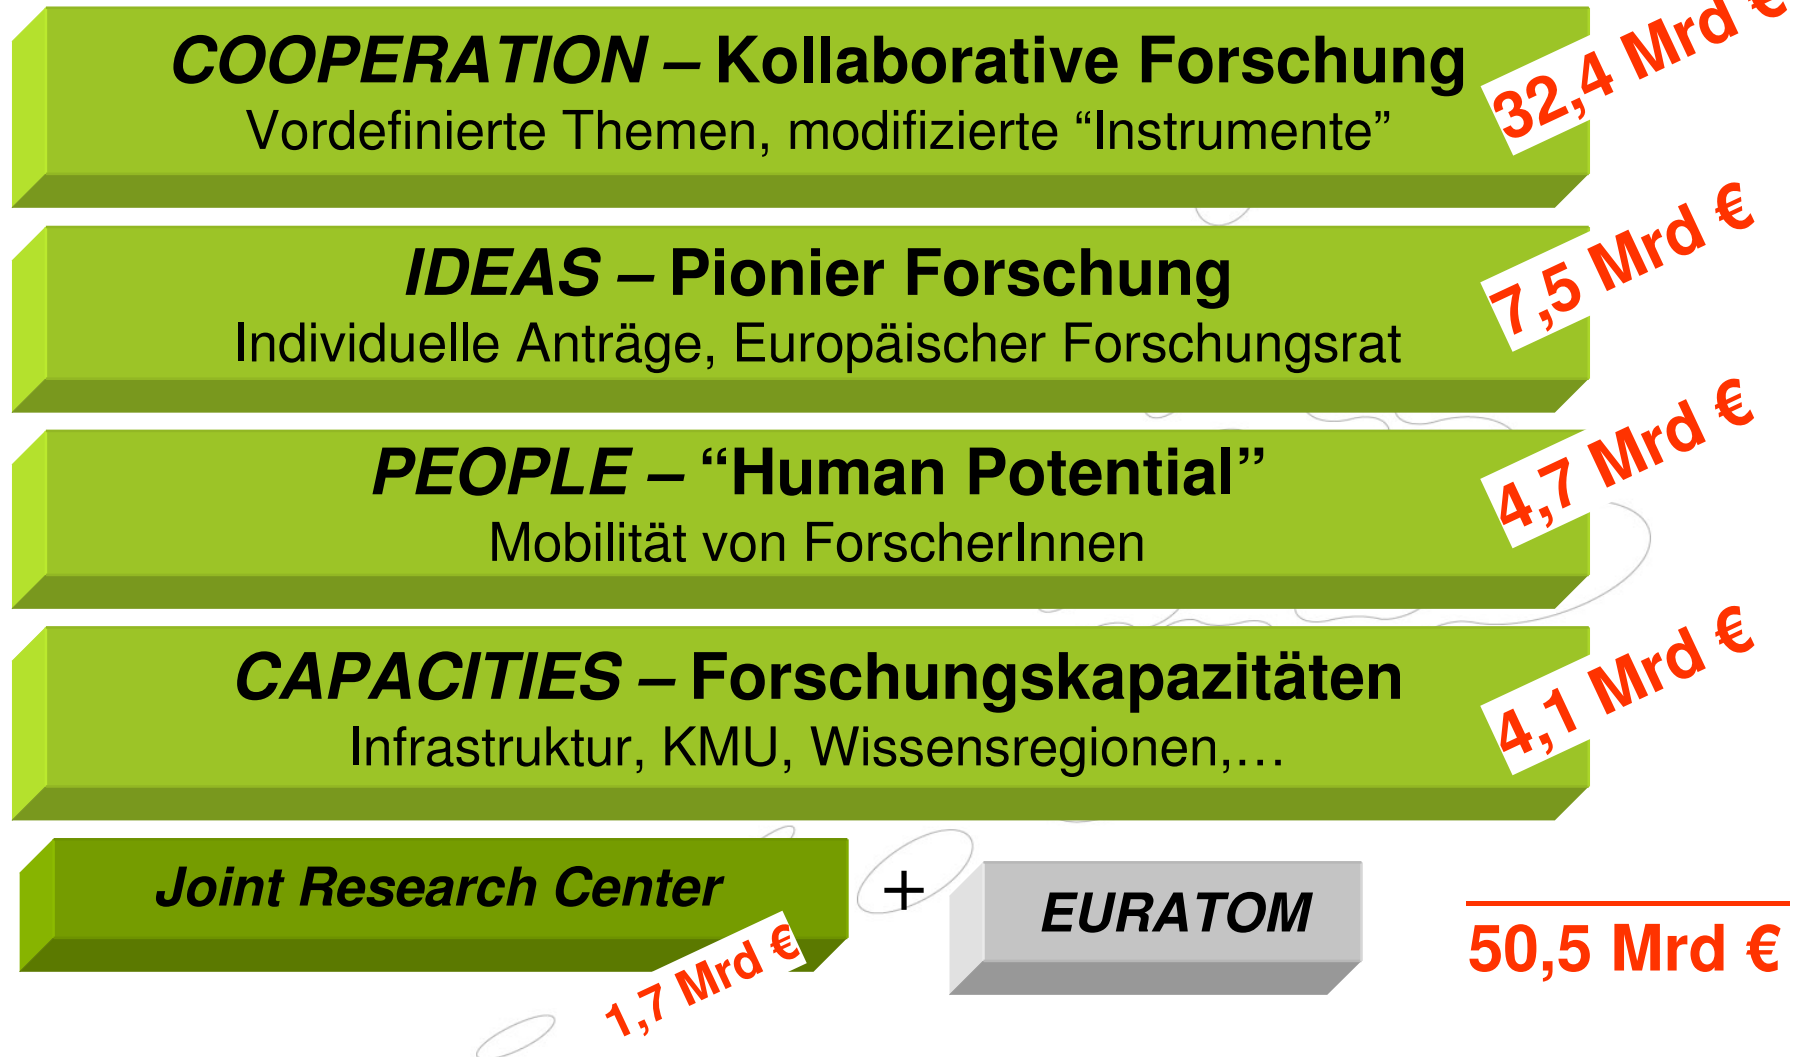 COOPERATION – Kollaborative Forschung
32,4 Mrd €
Vordefinierte Themen, modifizierte “Instrumente”
IDEAS – Pionier Forschung
7,5 Mrd €
Individuelle Anträge, Europäischer Forschungsrat
PEOPLE – “Human Potential”
4,7 Mrd €
Mobilität von ForscherInnen
CAPACITIES – Forschungskapazitäten
4,1 Mrd €
Infrastruktur, KMU, Wissensregionen,…
Joint Research Center
+
EURATOM
1,7 Mrd €
50,5 Mrd €